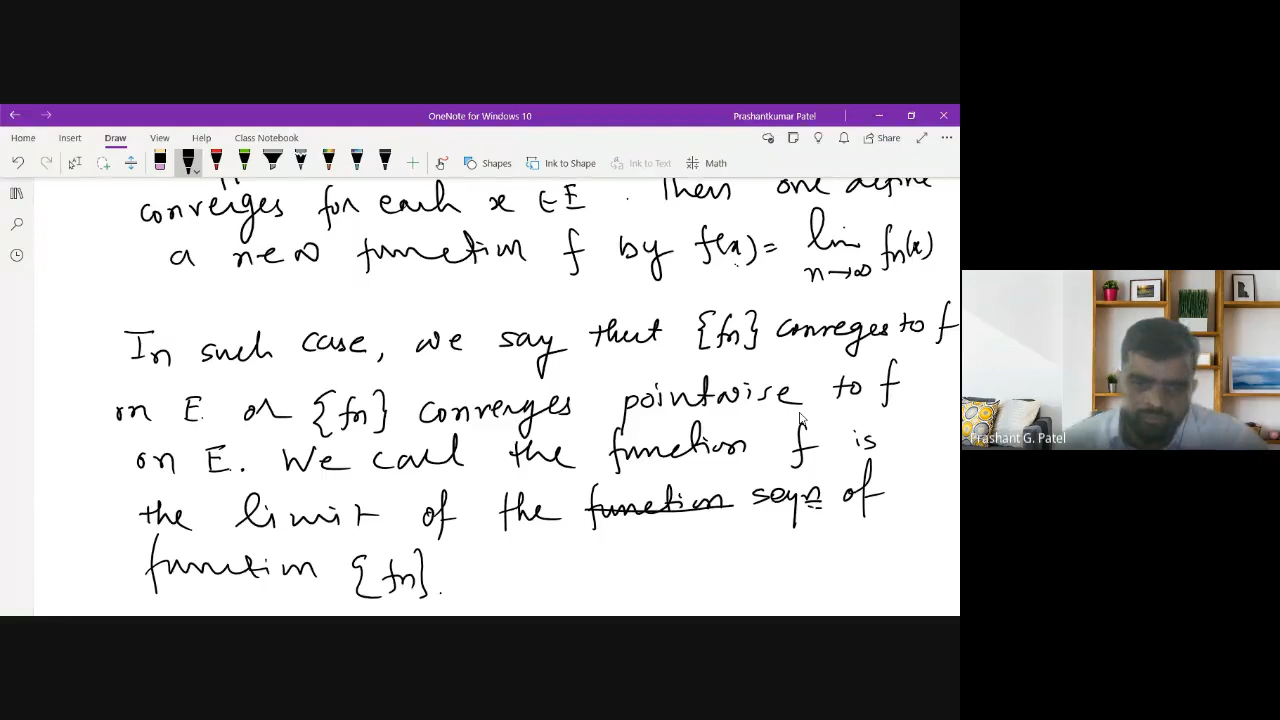 OneNote for Windows 10
Prashantkumar Patel
Home Insert Draw View Help Class Notebook
Share
Shapes Ink to Shape Ink to Text Math
converges for each x ∈ E. Then one define
a new function f by f(x) = lim n→∞ fn(x)
In such case, we say that {fn} conreges to f
on E or {fn} converges pointwise to f
on E. We call the function f is
the limit of the function seqn of
function {fn}.
Prashant G. Patel